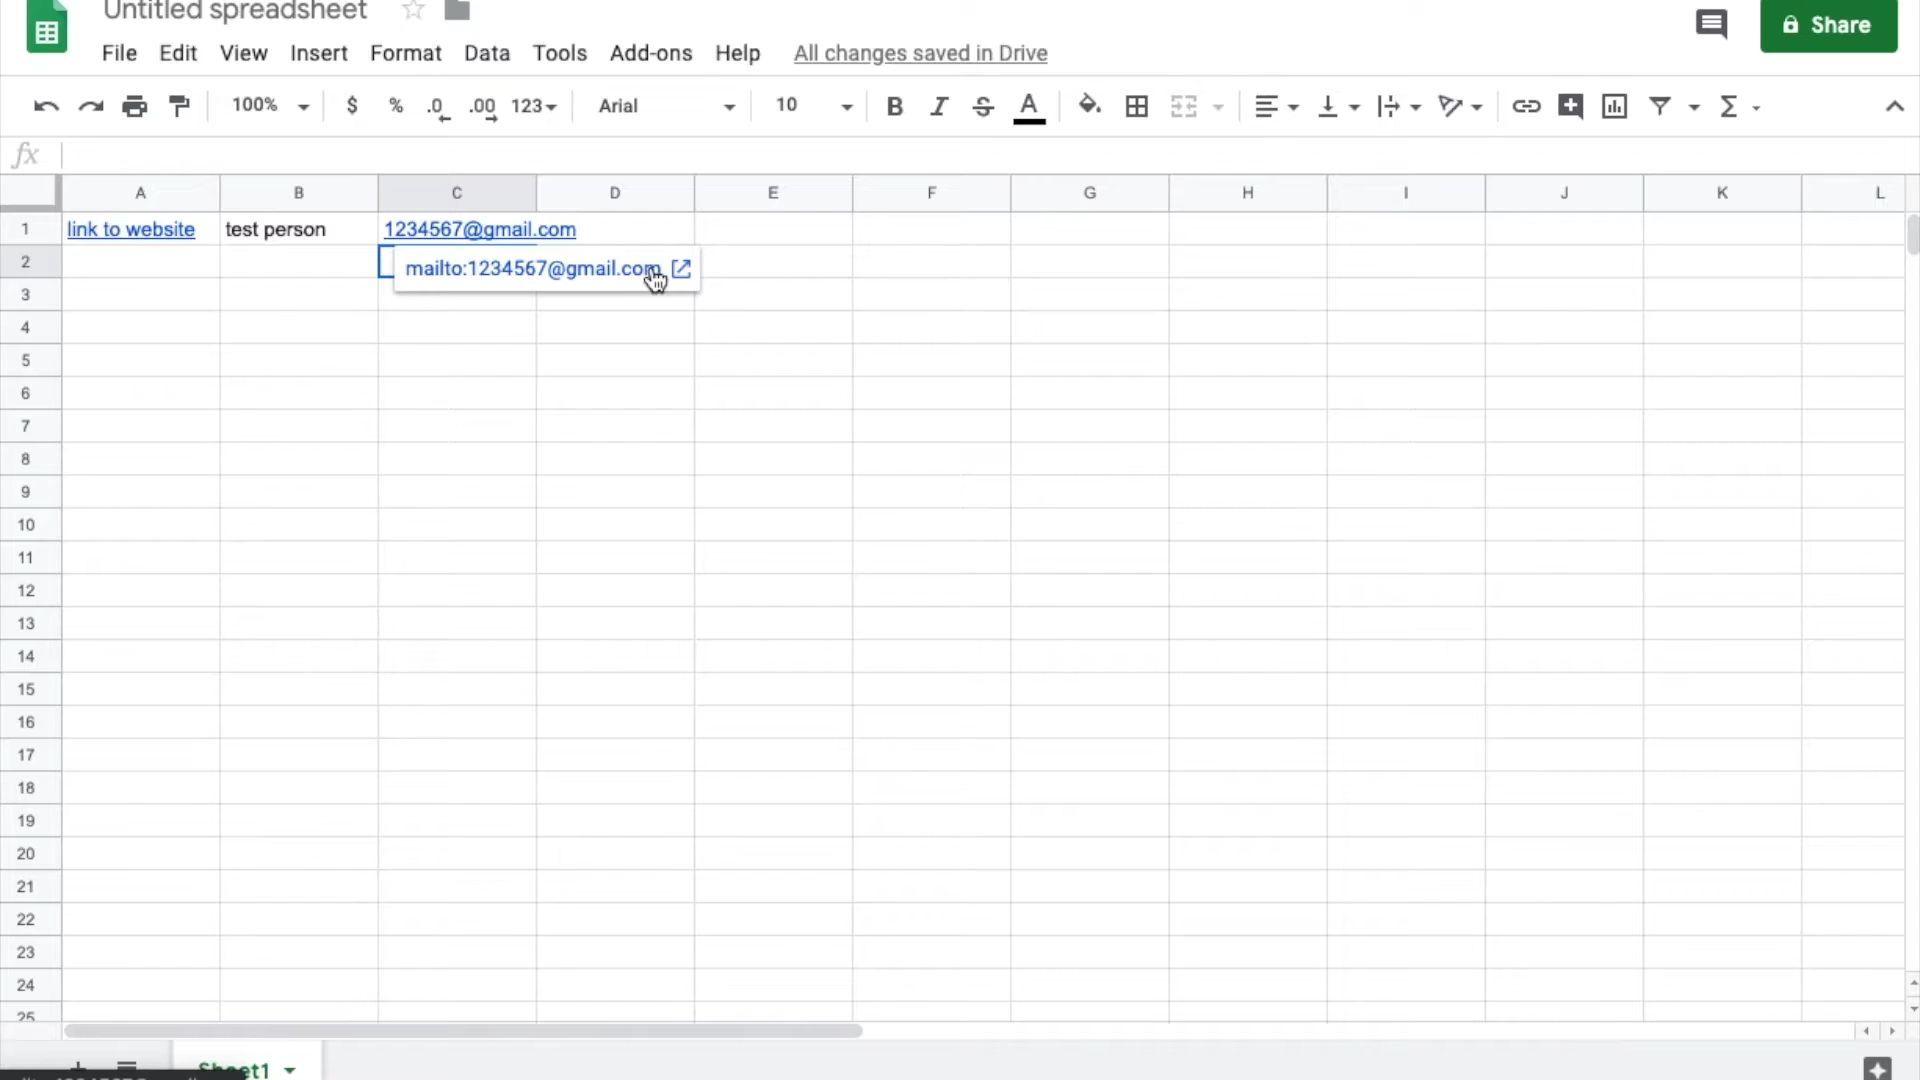 Untitled spreadsheet
Share
File Edit View Insert Format Data Tools Add-ons Help All changes saved in Drive
100% $ % .0 .00 123 Arial 10 B I S A Σ
fx
A B C D E F G H I J K L
1 link to website test person 1234567@gmail.com
2 mailto:1234567@gmail.com
3
4
5
6
7
8
9
10
11
12
13
14
15
16
17
18
19
20
21
22
23
24
25
Sheet1